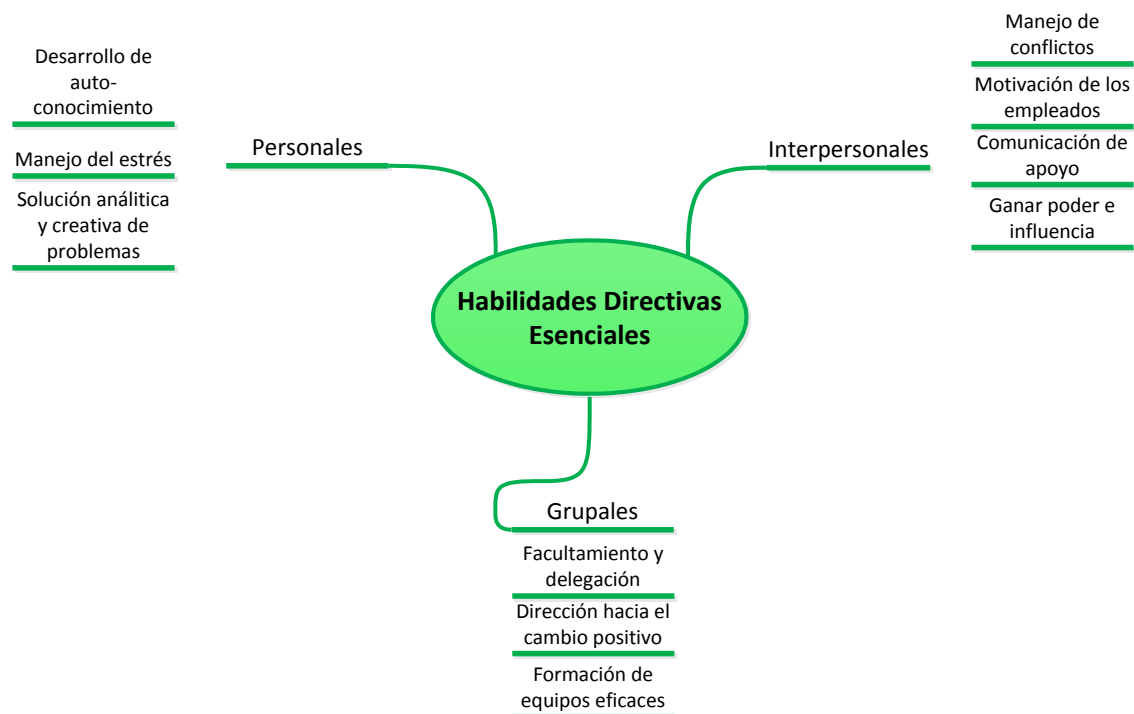 Desarrollo de
auto-
conocimiento
Manejo del estrés
Solución análitica
y creativa de
problemas
Personales
Interpersonales
Manejo de
conflictos
Motivación de los
empleados
Comunicación de
apoyo
Ganar poder e
influencia
Habilidades Directivas
Esenciales
Grupales
Facultamiento y
delegación
Dirección hacia el
cambio positivo
Formación de
equipos eficaces